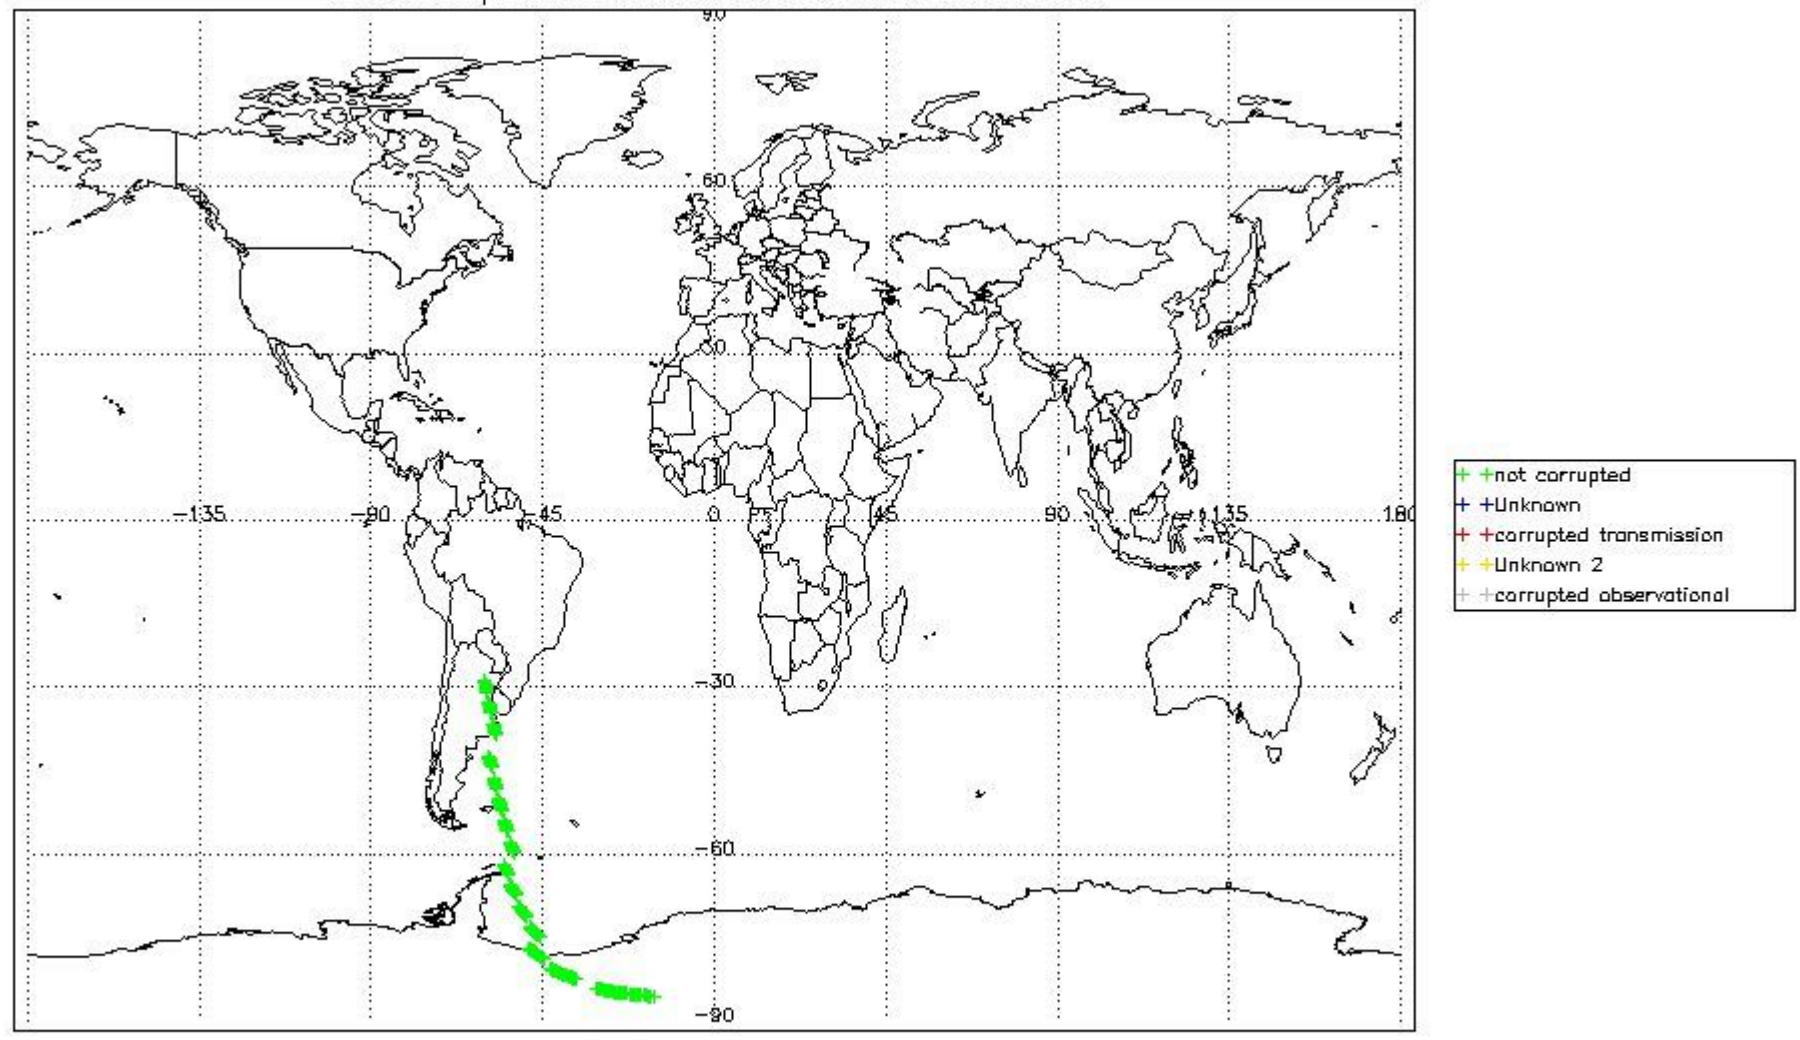 90
60
30
-135
-90
-45
0
45
90
135
180
-30
-60
-90
not corrupted
Unknown
corrupted transmission
Unknown 2
corrupted observational